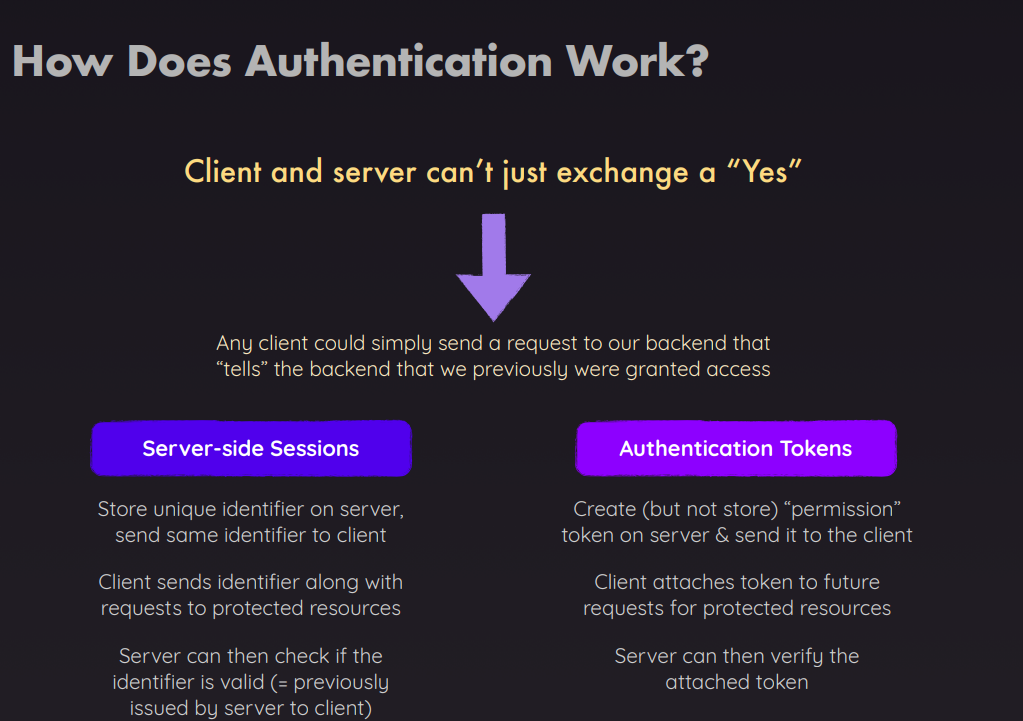 How Does Authentication Work?
Client and server can’t just exchange a “Yes”
Any client could simply send a request to our backend that
“tells” the backend that we previously were granted access
Server-side Sessions
Store unique identifier on server,
send same identifier to client
Client sends identifier along with
requests to protected resources
Server can then check if the
identifier is valid (= previously
issued by server to client)
Authentication Tokens
Create (but not store) “permission”
token on server & send it to the client
Client attaches token to future
requests for protected resources
Server can then verify the
attached token